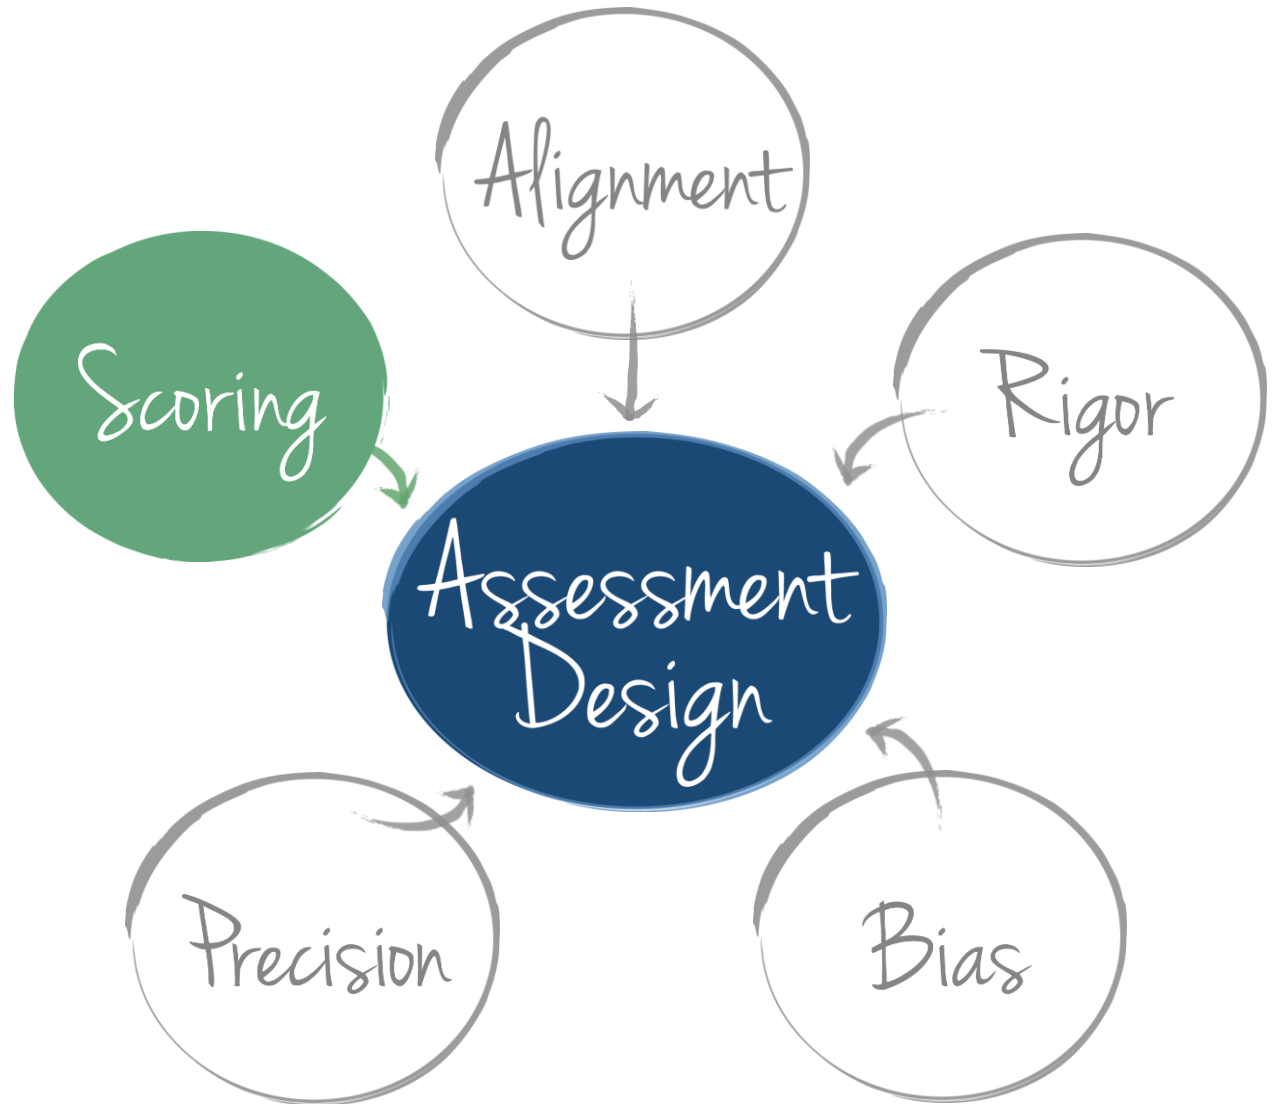 Alignment
Scoring
Rigor
Assessment
Design
Precision
Bias